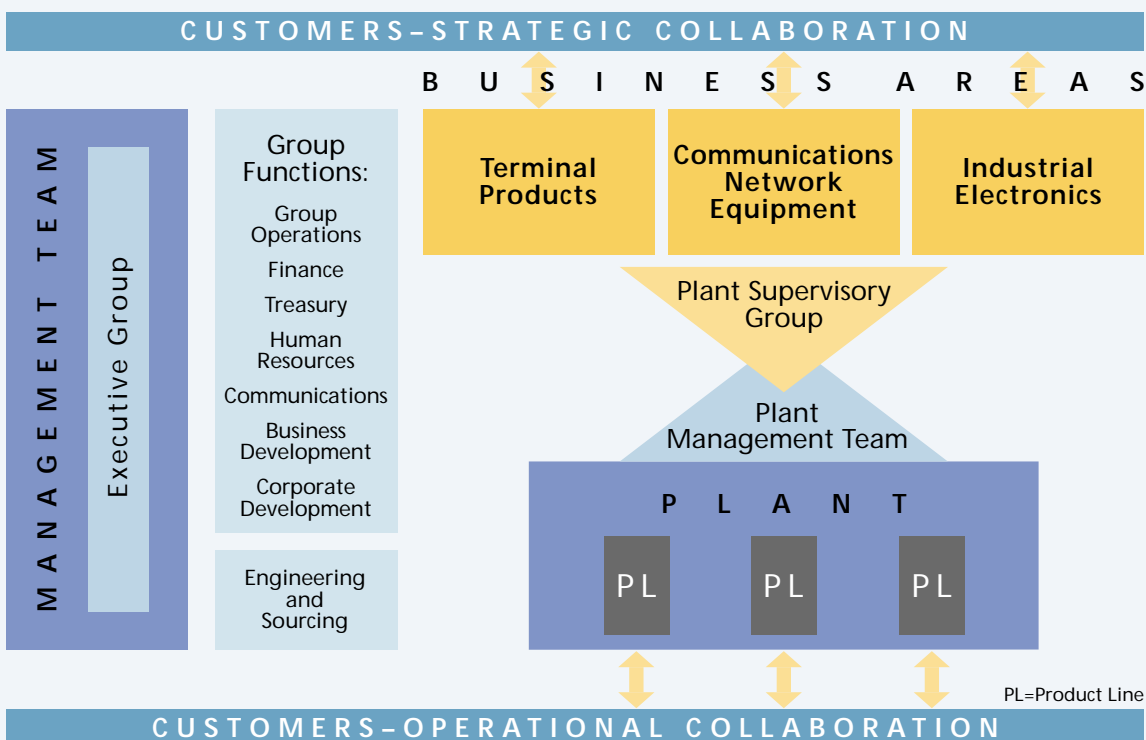 CUSTOMERS–STRATEGIC COLLABORATION
BUSINESS AREAS
MANAGEMENT TEAM
Executive Group
Group
Functions:
Group
Operations
Finance
Treasury
Human
Resources
Communications
Business
Development
Corporate
Development
Engineering
and
Sourcing
Terminal
Products
Communications
Network
Equipment
Industrial
Electronics
Plant Supervisory
Group
Plant
Management Team
PLANT
PL
PL
PL
PL=Product Line
CUSTOMERS–OPERATIONAL COLLABORATION